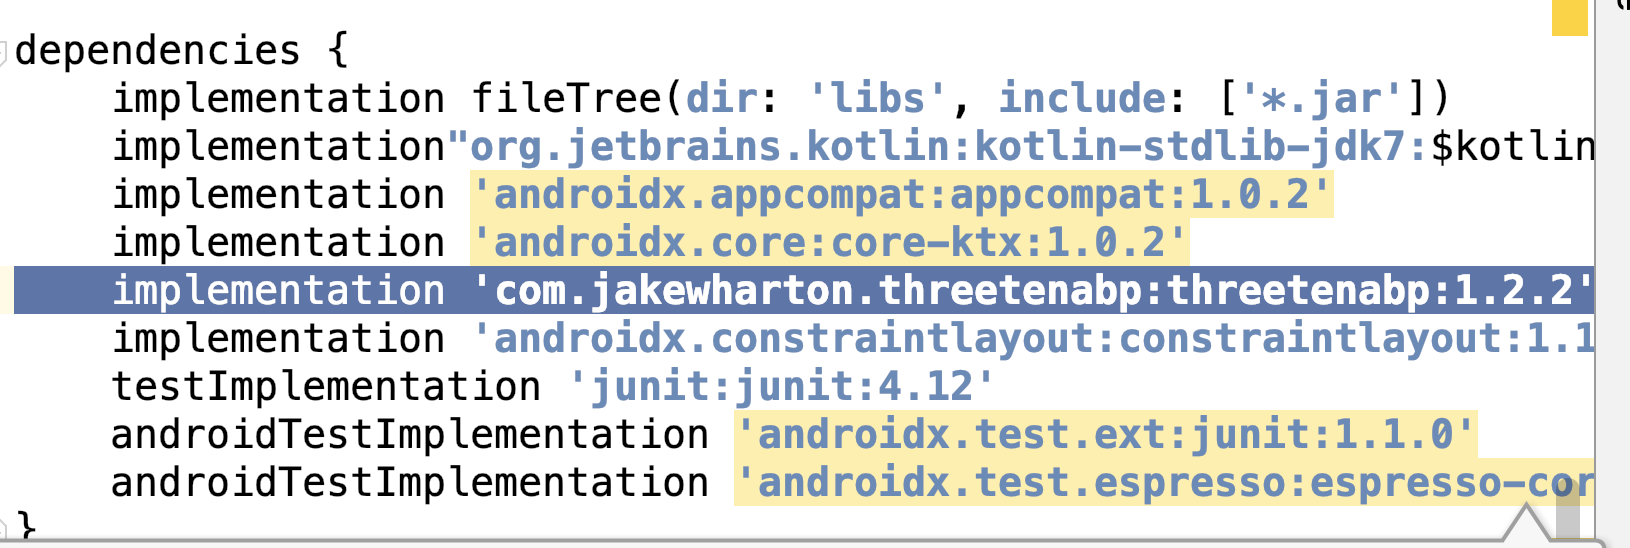 dependencies {
    implementation fileTree(dir: 'libs', include: ['*.jar'])
    implementation"org.jetbrains.kotlin:kotlin-stdlib-jdk7:$kotlin
    implementation 'androidx.appcompat:appcompat:1.0.2'
    implementation 'androidx.core:core-ktx:1.0.2'
    implementation 'com.jakewharton.threetenabp:threetenabp:1.2.2'
    implementation 'androidx.constraintlayout:constraintlayout:1.1
    testImplementation 'junit:junit:4.12'
    androidTestImplementation 'androidx.test.ext:junit:1.1.0'
    androidTestImplementation 'androidx.test.espresso:espresso-cor
}